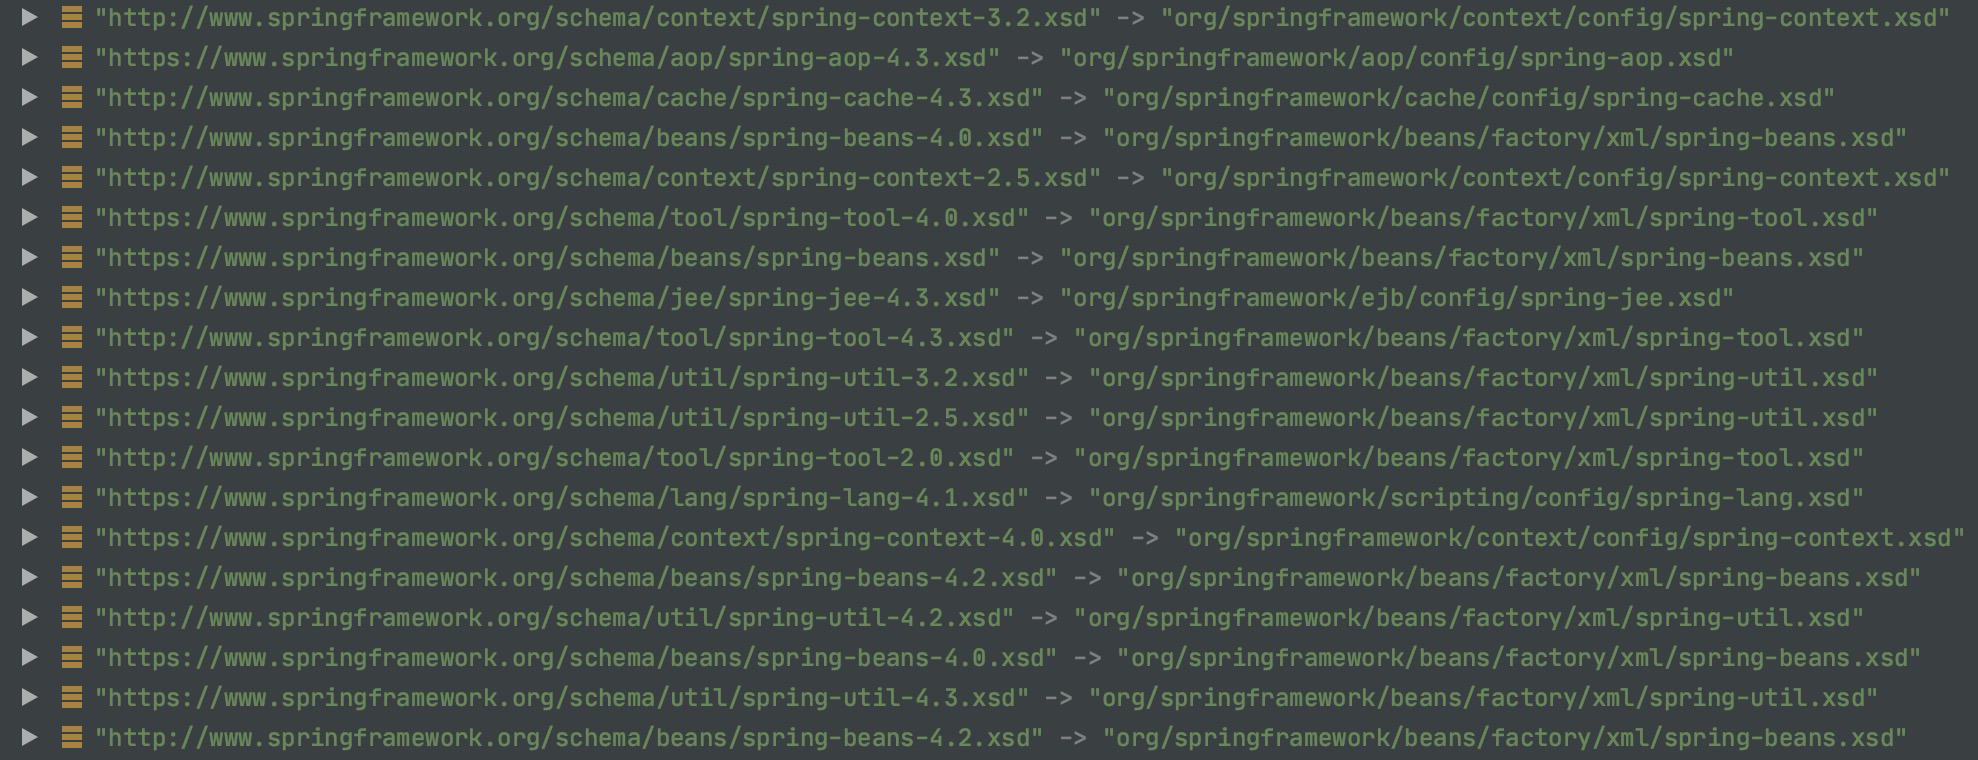 "http://www.springframework.org/schema/context/spring-context-3.2.xsd" -> "org/springframework/context/config/spring-context.xsd"
"https://www.springframework.org/schema/aop/spring-aop-4.3.xsd" -> "org/springframework/aop/config/spring-aop.xsd"
"http://www.springframework.org/schema/cache/spring-cache-4.3.xsd" -> "org/springframework/cache/config/spring-cache.xsd"
"http://www.springframework.org/schema/beans/spring-beans-4.0.xsd" -> "org/springframework/beans/factory/xml/spring-beans.xsd"
"http://www.springframework.org/schema/context/spring-context-2.5.xsd" -> "org/springframework/context/config/spring-context.xsd"
"https://www.springframework.org/schema/tool/spring-tool-4.0.xsd" -> "org/springframework/beans/factory/xml/spring-tool.xsd"
"https://www.springframework.org/schema/beans/spring-beans.xsd" -> "org/springframework/beans/factory/xml/spring-beans.xsd"
"https://www.springframework.org/schema/jee/spring-jee-4.3.xsd" -> "org/springframework/ejb/config/spring-jee.xsd"
"http://www.springframework.org/schema/tool/spring-tool-4.3.xsd" -> "org/springframework/beans/factory/xml/spring-tool.xsd"
"https://www.springframework.org/schema/util/spring-util-3.2.xsd" -> "org/springframework/beans/factory/xml/spring-util.xsd"
"https://www.springframework.org/schema/util/spring-util-2.5.xsd" -> "org/springframework/beans/factory/xml/spring-util.xsd"
"http://www.springframework.org/schema/tool/spring-tool-2.0.xsd" -> "org/springframework/beans/factory/xml/spring-tool.xsd"
"https://www.springframework.org/schema/lang/spring-lang-4.1.xsd" -> "org/springframework/scripting/config/spring-lang.xsd"
"https://www.springframework.org/schema/context/spring-context-4.0.xsd" -> "org/springframework/context/config/spring-context.xsd"
"https://www.springframework.org/schema/beans/spring-beans-4.2.xsd" -> "org/springframework/beans/factory/xml/spring-beans.xsd"
"http://www.springframework.org/schema/util/spring-util-4.2.xsd" -> "org/springframework/beans/factory/xml/spring-util.xsd"
"https://www.springframework.org/schema/beans/spring-beans-4.0.xsd" -> "org/springframework/beans/factory/xml/spring-beans.xsd"
"https://www.springframework.org/schema/util/spring-util-4.3.xsd" -> "org/springframework/beans/factory/xml/spring-util.xsd"
"http://www.springframework.org/schema/beans/spring-beans-4.2.xsd" -> "org/springframework/beans/factory/xml/spring-beans.xsd"